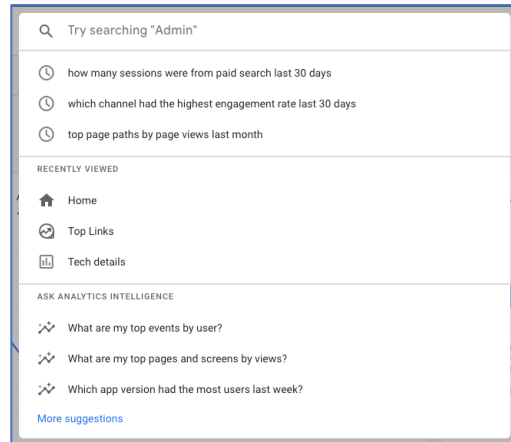 Try searching "Admin"
how many sessions were from paid search last 30 days
which channel had the highest engagement rate last 30 days
top page paths by page views last month
RECENTLY VIEWED
Home
Top Links
Tech details
ASK ANALYTICS INTELLIGENCE
What are my top events by user?
What are my top pages and screens by views?
Which app version had the most users last week?
More suggestions